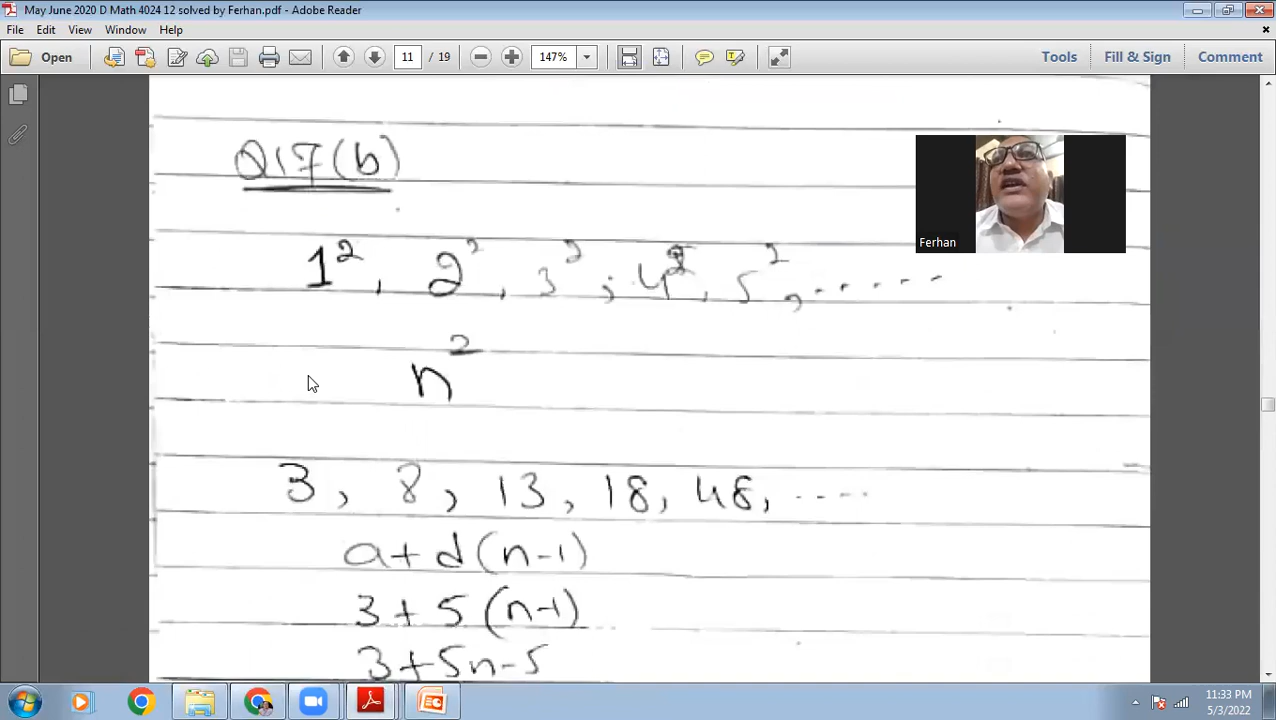 May June 2020 D Math 4024 12 solved by Ferhan.pdf - Adobe Reader
File Edit View Window Help
Open 11 / 19 147% Tools Fill & Sign Comment
Q17(b)
1², 2², 3², 4², 5², ......
Ferhan
n²
3, 8, 13, 18, 48, ....
a+d(n-1)
3+5(n-1)
3+5n-5
11:33 PM
5/3/2022